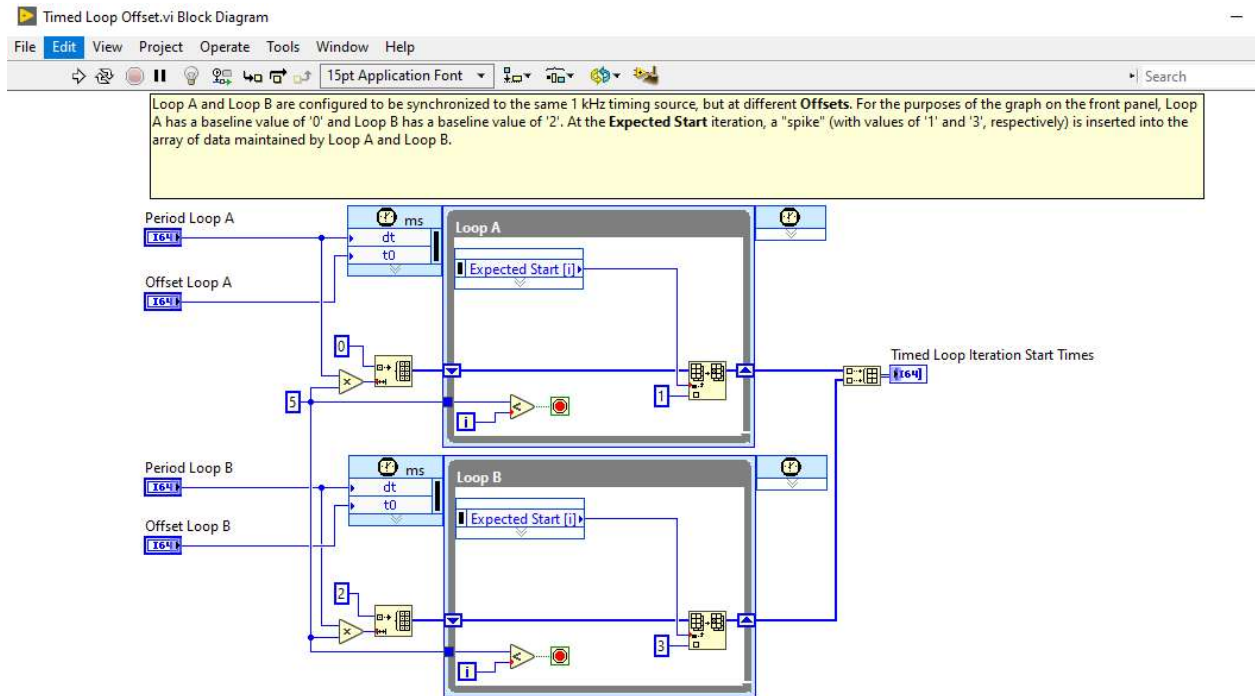 Timed Loop Offset.vi Block Diagram
File Edit View Project Operate Tools Window Help
15pt Application Font
Search
Loop A and Loop B are configured to be synchronized to the same 1 kHz timing source, but at different Offsets. For the purposes of the graph on the front panel, Loop
A has a baseline value of '0' and Loop B has a baseline value of '2'. At the Expected Start iteration, a "spike" (with values of '1' and '3', respectively) is inserted into the
array of data maintained by Loop A and Loop B.
Period Loop A
I64
Offset Loop A
I64
ms
dt
t0
Loop A
Expected Start [i]
0
5
i
1
Timed Loop Iteration Start Times
I64
Period Loop B
I64
Offset Loop B
I64
ms
dt
t0
Loop B
Expected Start [i]
2
i
3